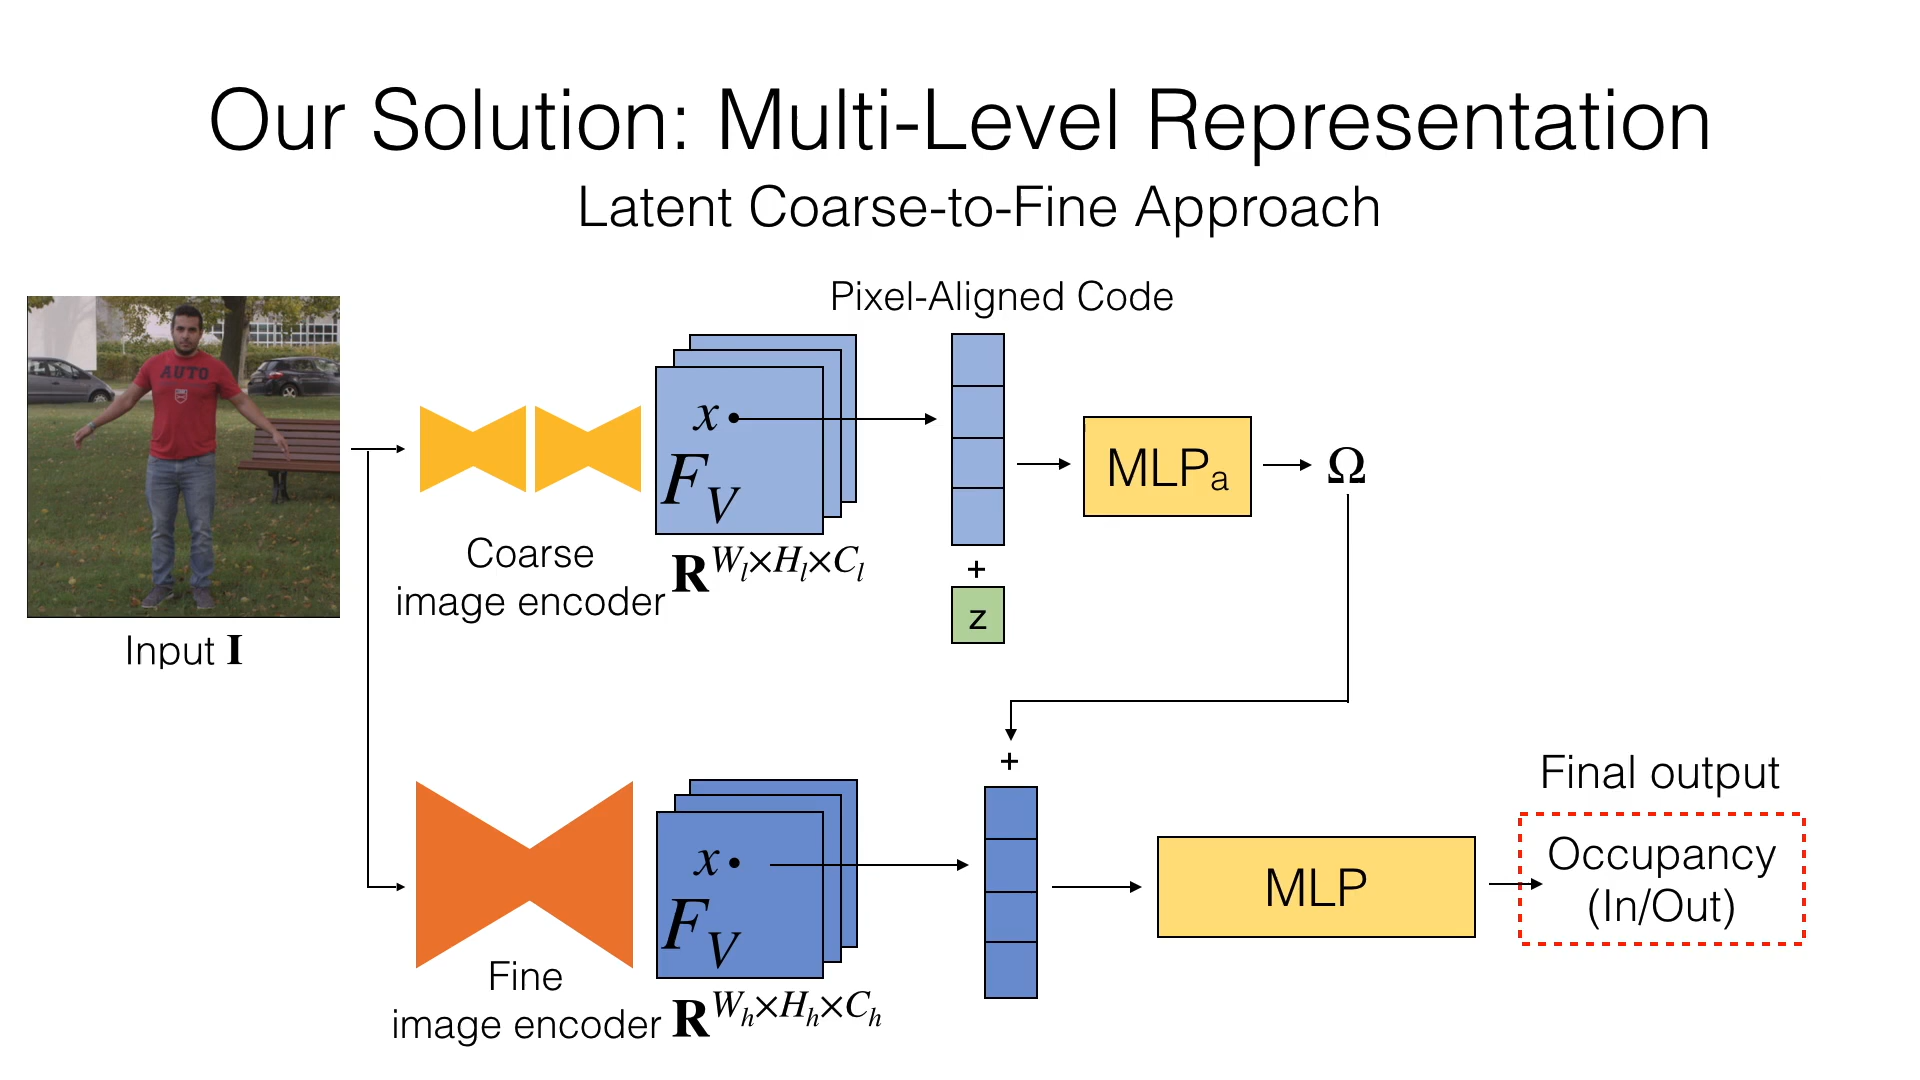 Our Solution: Multi-Level Representation
Latent Coarse-to-Fine Approach
Pixel-Aligned Code
AUTO
x
F_V
MLP_a
Ω
Coarse
image encoder
R^{W_l×H_l×C_l}
+
z
Input I
+
Final output
x
F_V
MLP
Occupancy
(In/Out)
Fine
image encoder
R^{W_h×H_h×C_h}